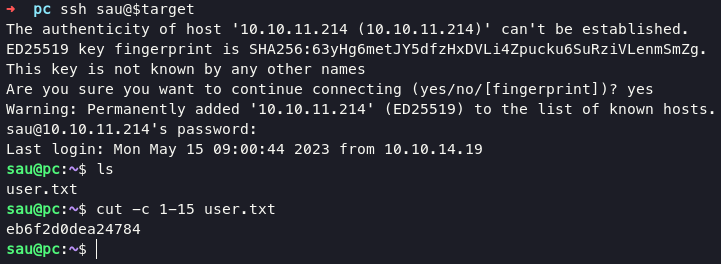 → pc ssh sau@$target
The authenticity of host '10.10.11.214 (10.10.11.214)' can't be established.
ED25519 key fingerprint is SHA256:63yHg6metJY5dfzHxDVLi4Zpucku6SuRziVLenmSmZg.
This key is not known by any other names
Are you sure you want to continue connecting (yes/no/[fingerprint])? yes
Warning: Permanently added '10.10.11.214' (ED25519) to the list of known hosts.
sau@10.10.11.214's password:
Last login: Mon May 15 09:00:44 2023 from 10.10.14.19
sau@pc:~$ ls
user.txt
sau@pc:~$ cut -c 1-15 user.txt
eb6f2d0dea24784
sau@pc:~$